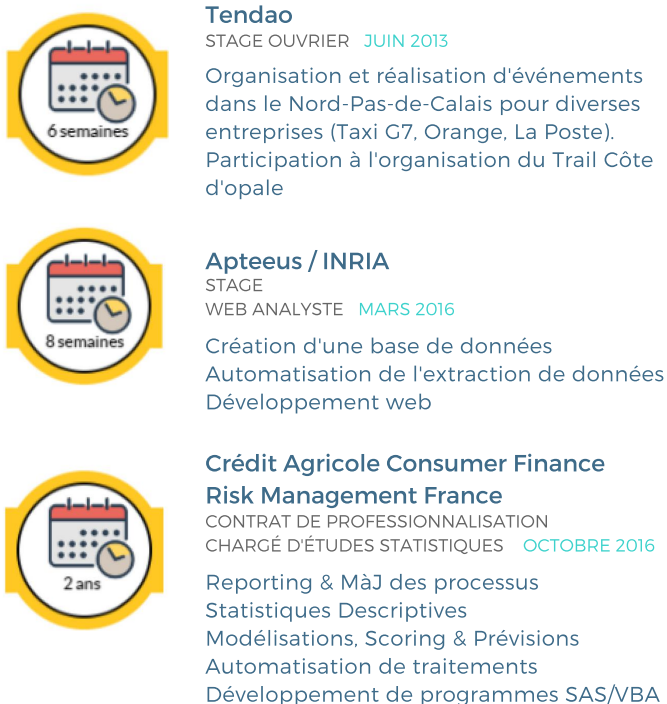 Tendao
STAGE OUVRIER JUIN 2013
6 semaines
Organisation et réalisation d'événements
dans le Nord-Pas-de-Calais pour diverses
entreprises (Taxi G7, Orange, La Poste).
Participation à l'organisation du Trail Côte
d'opale
Apteeus / INRIA
STAGE
WEB ANALYSTE MARS 2016
8 semaines
Création d'une base de données
Automatisation de l'extraction de données
Développement web
Crédit Agricole Consumer Finance
Risk Management France
CONTRAT DE PROFESSIONNALISATION
CHARGÉ D'ÉTUDES STATISTIQUES OCTOBRE 2016
2 ans
Reporting & MàJ des processus
Statistiques Descriptives
Modélisations, Scoring & Prévisions
Automatisation de traitements
Développement de programmes SAS/VBA